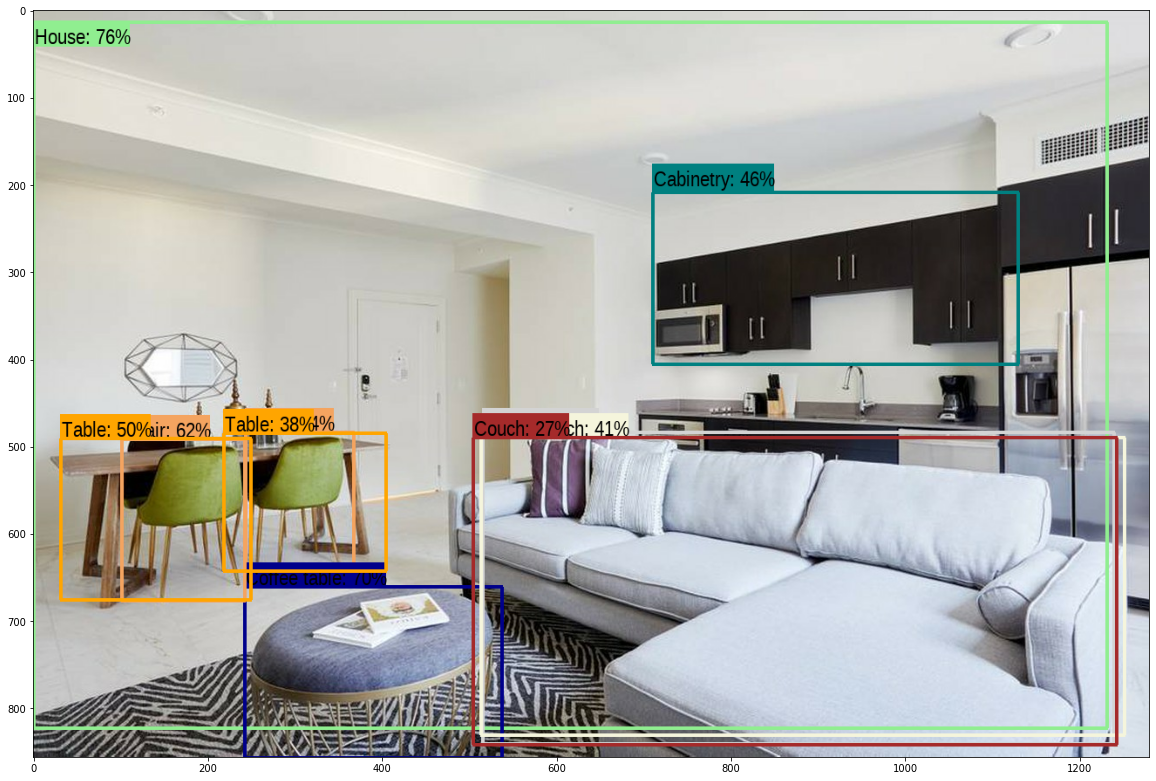 0
House: 76%
100
Cabinetry: 46%
200
300
400
Table: 50%
air: 62%
Table: 38%
4%
Couch: 27%
ch: 41%
500
600
Coffee table: 70%
700
800
0
200
400
600
800
1000
1200